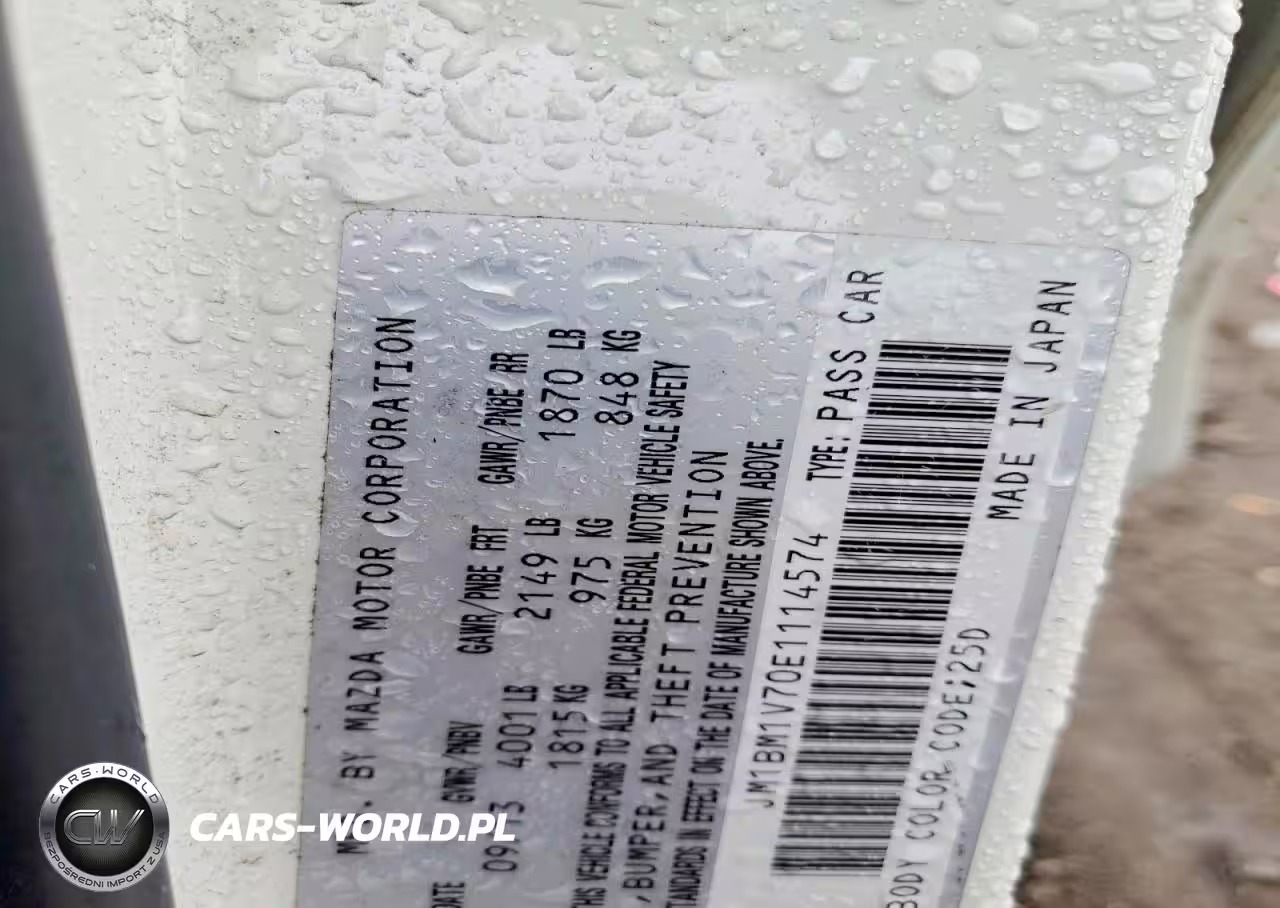 MAZDA MOTOR CORPORATION
BY
DATE GVWR/PNBV GAWR/PNBE FRT GAWR/PNBE RR
4001 LB 2149 LB 1870 LB
1815 KG 975 KG 848 KG
THIS VEHICLE CONFORMS TO ALL APPLICABLE FEDERAL MOTOR VEHICLE SAFETY
, BUMPER, AND THEFT PREVENTION
STANDARDS IN EFFECT ON THE DATE OF MANUFACTURE SHOWN ABOVE.
JM1BM1V70E1114574 TYPE: PASS CAR
BODY COLOR CODE;25D MADE IN JAPAN
CARS-WORLD
CW
BEZPOŚREDNI IMPORT Z USA
CARS-WORLD.PL